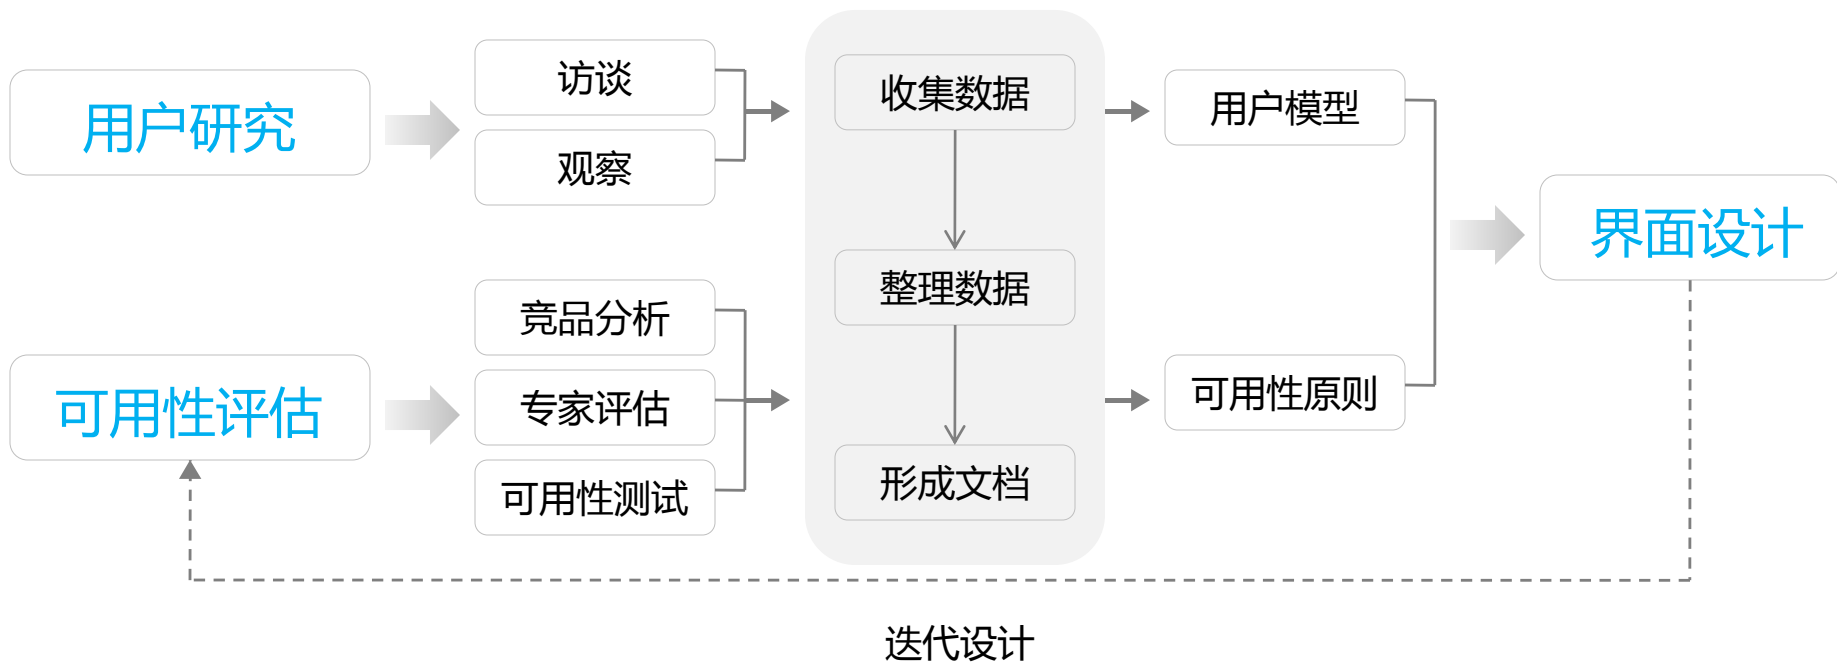 用户研究
访谈
观察
收集数据
用户模型
界面设计
整理数据
竞品分析
可用性评估
专家评估
可用性测试
可用性原则
形成文档
迭代设计